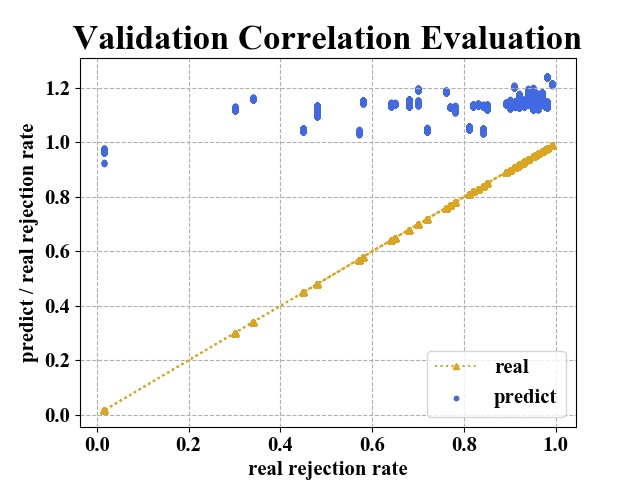 Validation Correlation Evaluation
predict / real rejection rate
1.2
1.0
0.8
0.6
0.4
0.2
0.0
real
predict
0.0 0.2 0.4 0.6 0.8 1.0
real rejection rate